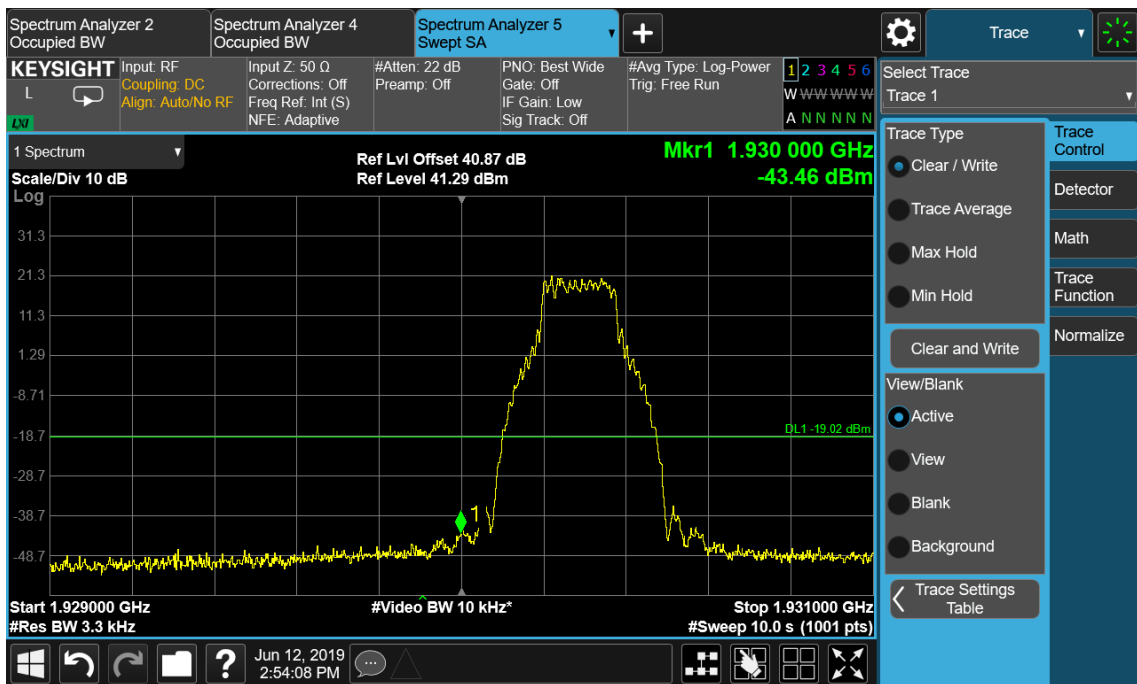 Spectrum Analyzer 2
Occupied BW
Spectrum Analyzer 4
Occupied BW
Spectrum Analyzer 5
Swept SA
Trace
KEYSIGHT
L
LXI
Input: RF
Coupling: DC
Align: Auto/No RF
Input Z: 50 Ω
Corrections: Off
Freq Ref: Int (S)
NFE: Adaptive
#Atten: 22 dB
Preamp: Off
PNO: Best Wide
Gate: Off
IF Gain: Low
Sig Track: Off
#Avg Type: Log-Power
Trig: Free Run
1 2 3 4 5 6
W W W W W W
A N N N N N
Select Trace
Trace 1
1 Spectrum
Scale/Div 10 dB
Ref Lvl Offset 40.87 dB
Ref Level 41.29 dBm
Mkr1 1.930 000 GHz
-43.46 dBm
Log
31.3
21.3
11.3
1.29
-8.71
-18.7
-28.7
-38.7
-48.7
DL1 -19.02 dBm
1
Start 1.929000 GHz
#Res BW 3.3 kHz
#Video BW 10 kHz*
Stop 1.931000 GHz
#Sweep 10.0 s (1001 pts)
Trace Type
Clear / Write
Trace Average
Max Hold
Min Hold
Clear and Write
View/Blank
Active
View
Blank
Background
Trace Settings
Table
Trace
Control
Detector
Math
Trace
Function
Normalize
?
Jun 12, 2019
2:54:08 PM